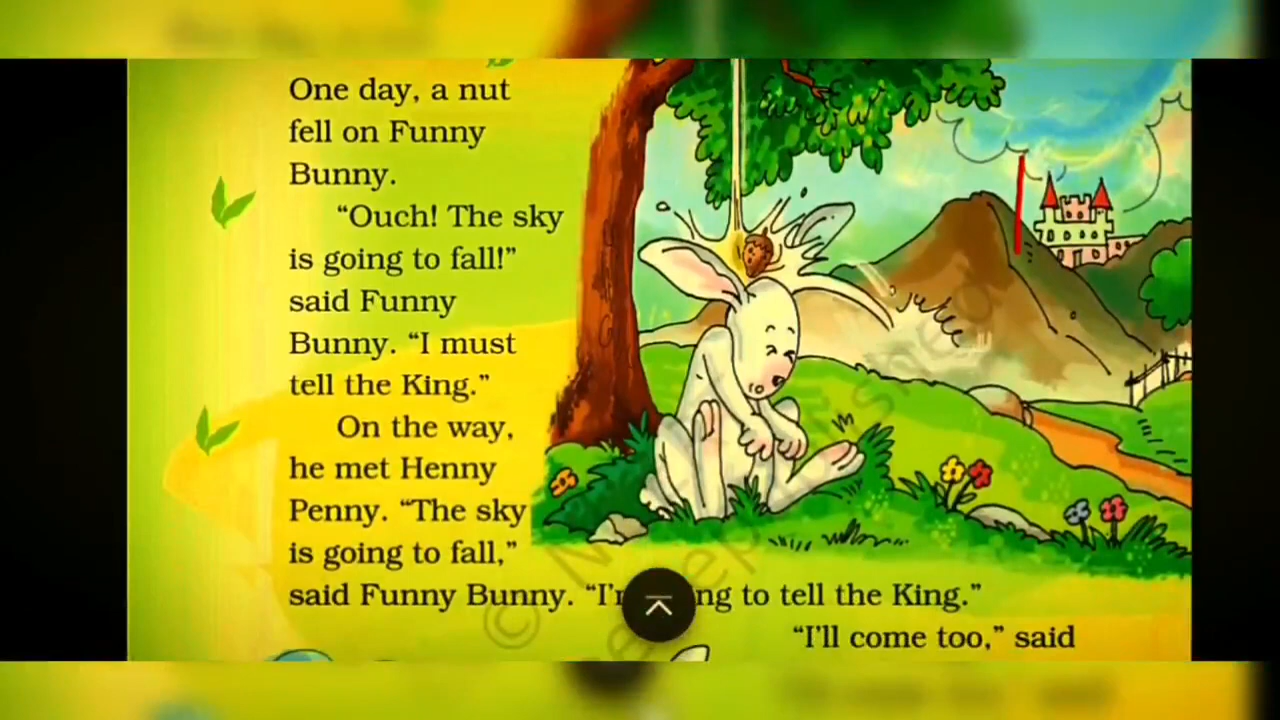 One day, a nut
fell on Funny
Bunny.
“Ouch! The sky
is going to fall!”
said Funny
Bunny. “I must
tell the King.”
On the way,
he met Henny
Penny. “The sky
is going to fall,”
said Funny Bunny. “I'm going to tell the King.”
“I'll come too,” said